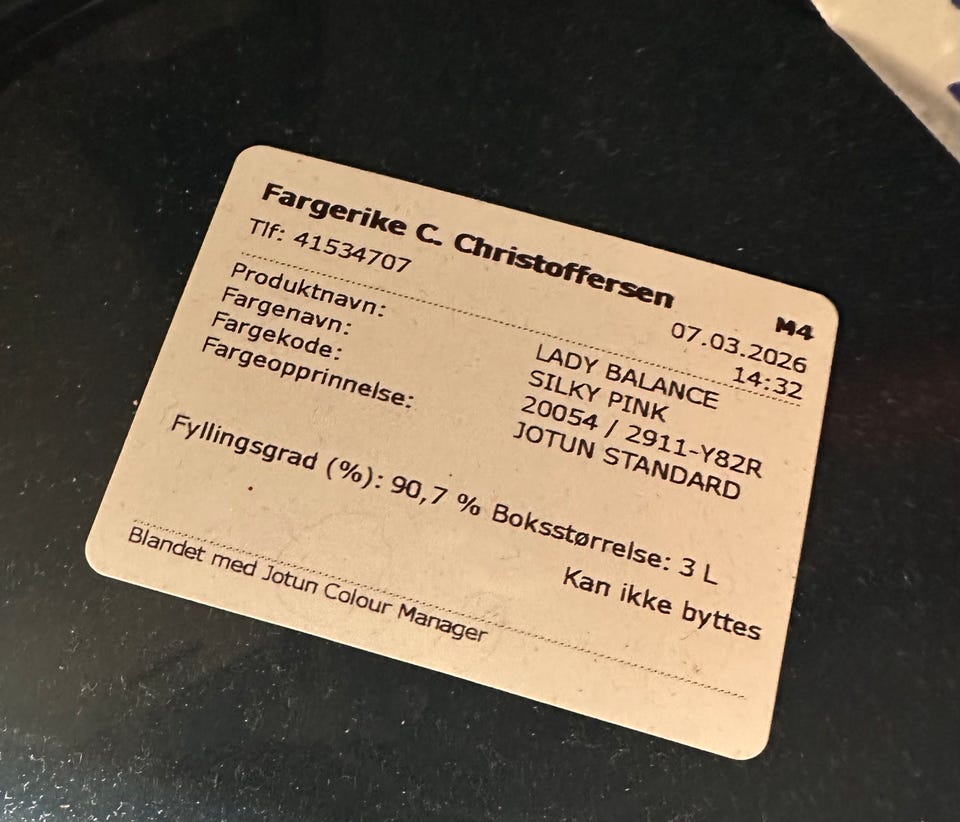 Fargerike C. Christoffersen
M4
Tlf: 41534707
07.03.2026
14:32
Produktnavn: LADY BALANCE
Fargenavn: SILKY PINK
Fargekode: 20054 / 2911-Y82R
Fargeopprinnelse: JOTUN STANDARD
Fyllingsgrad (%): 90,7 % Boksstørrelse: 3 L
Kan ikke byttes
Blandet med Jotun Colour Manager